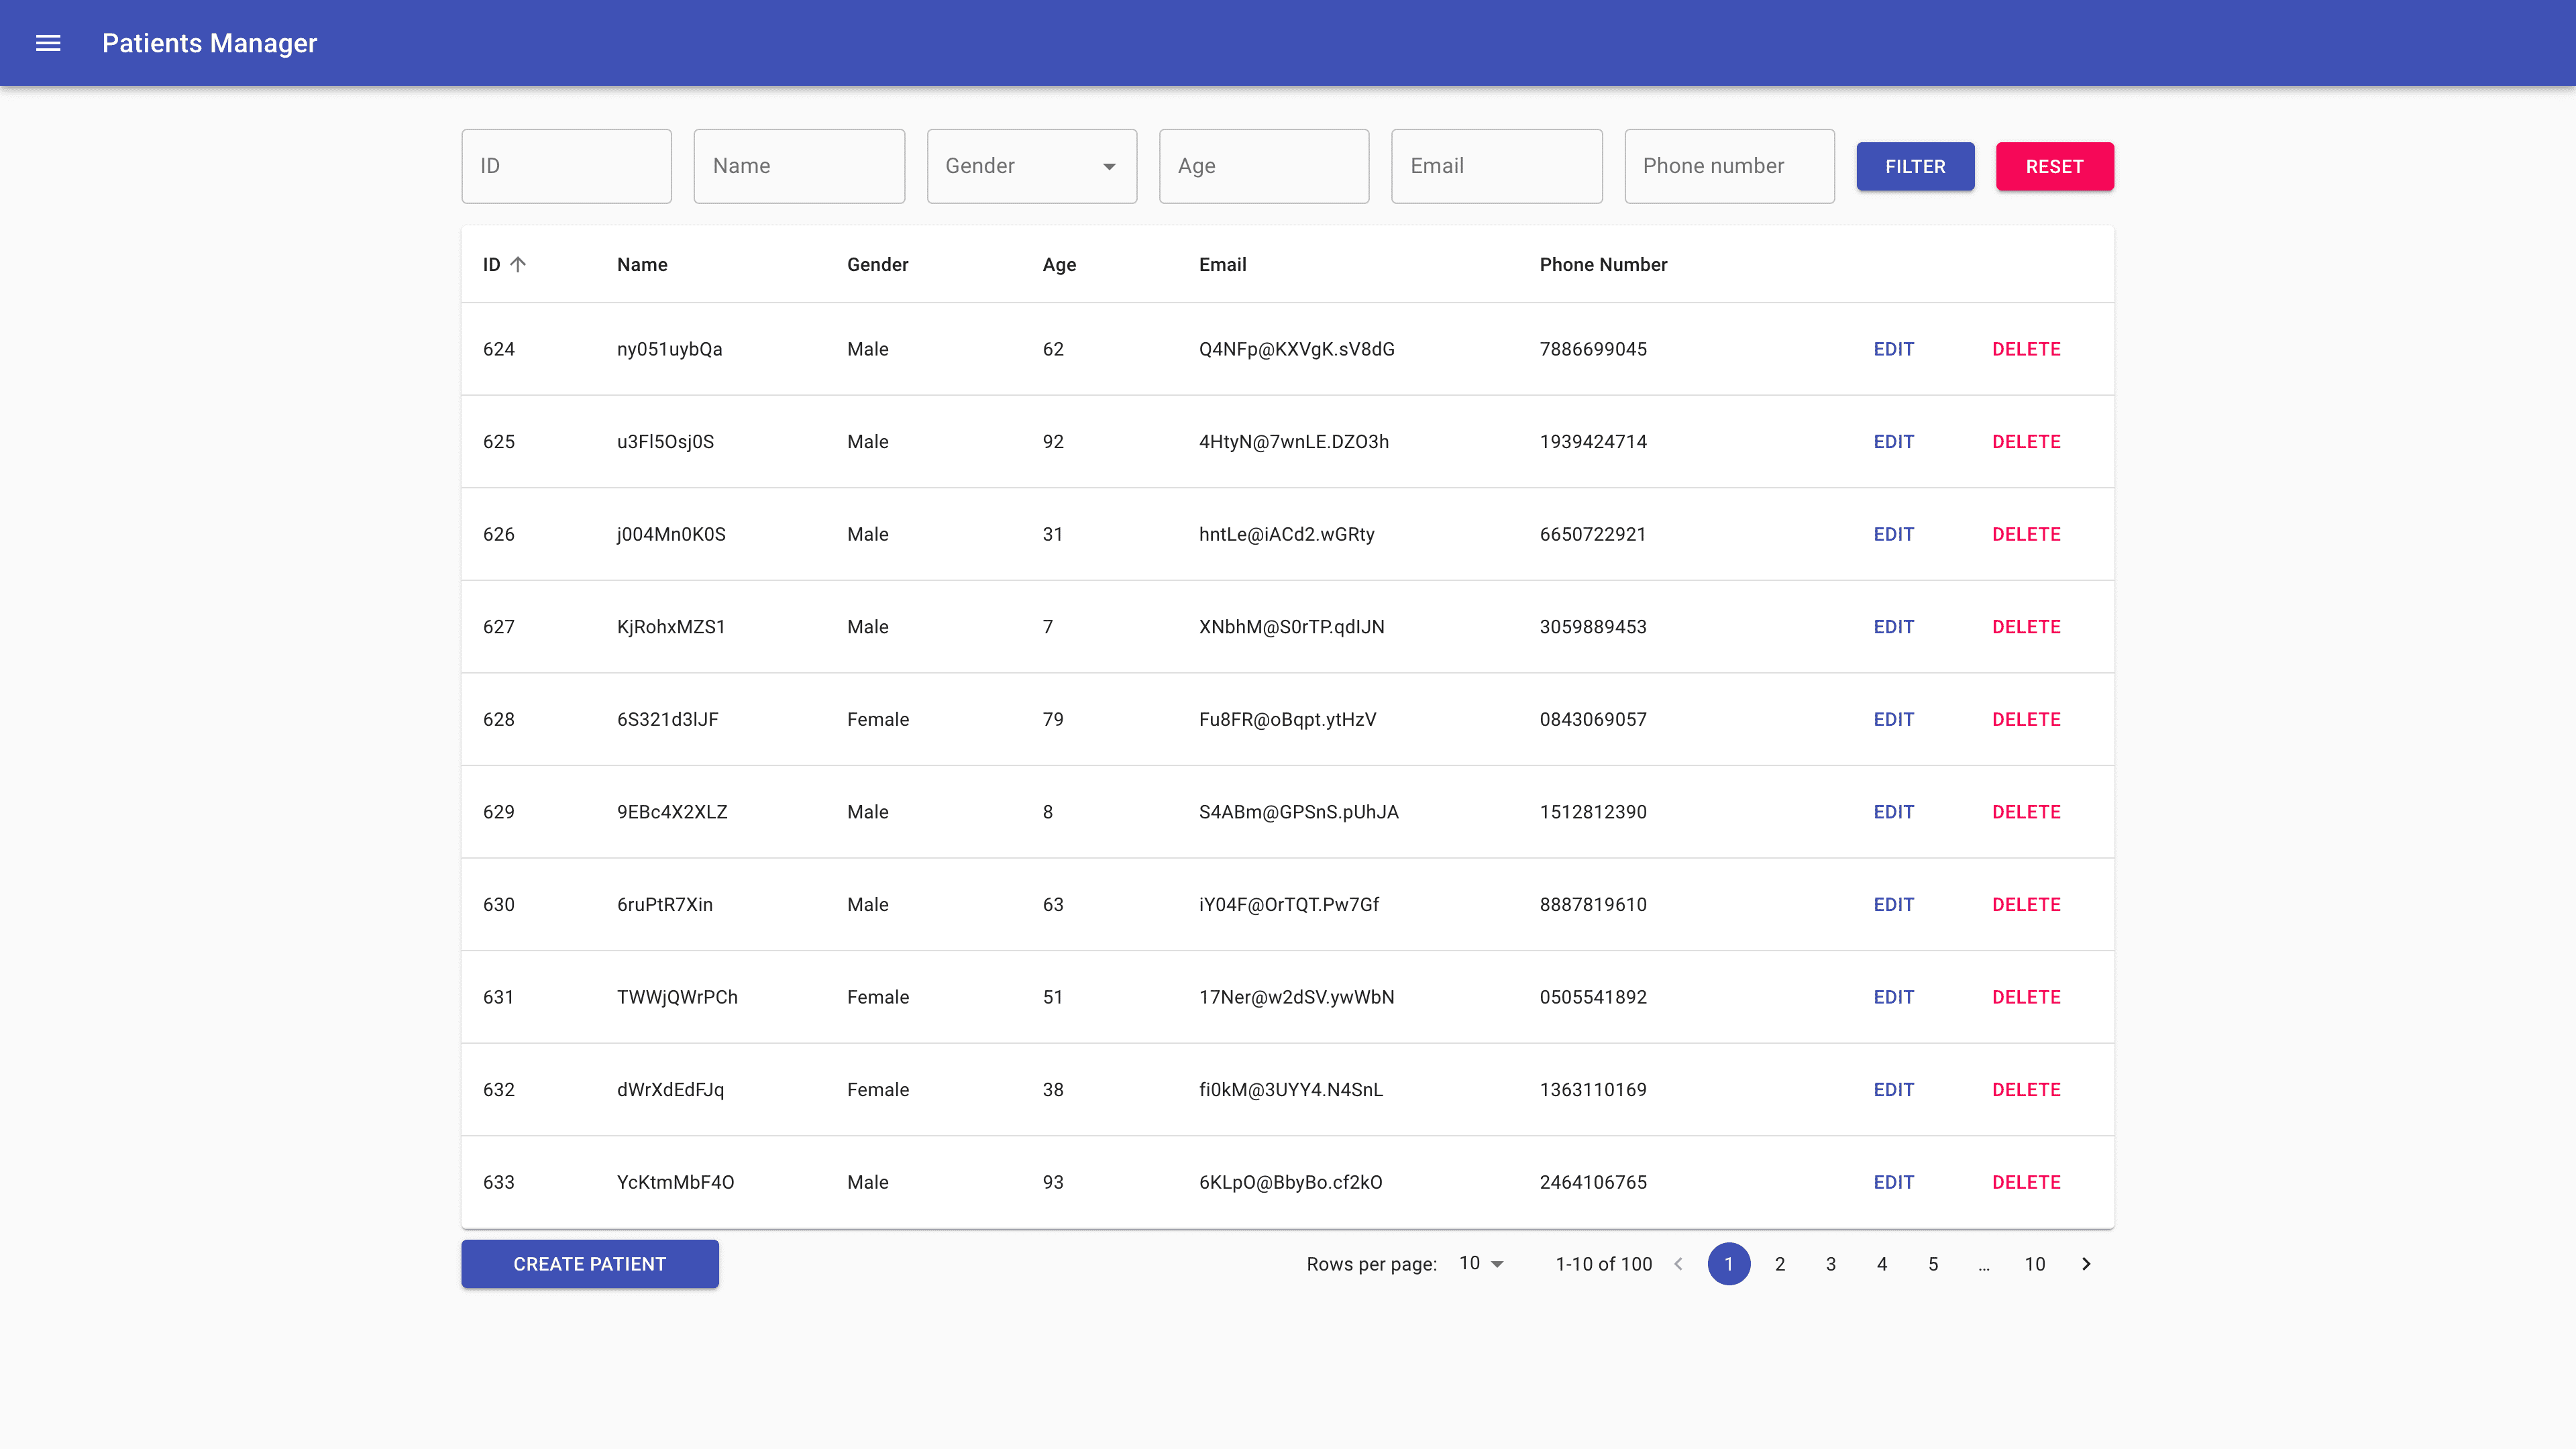 Patients Manager
ID Name Gender Age Email Phone number FILTER RESET
ID Name Gender Age Email Phone Number
624 ny051uybQa Male 62 Q4NFp@KXVgK.sV8dG 7886699045 EDIT DELETE
625 u3Fl5Osj0S Male 92 4HtyN@7wnLE.DZO3h 1939424714 EDIT DELETE
626 j004Mn0K0S Male 31 hntLe@iACd2.wGRty 6650722921 EDIT DELETE
627 KjRohxMZS1 Male 7 XNbhM@S0rTP.qdIJN 3059889453 EDIT DELETE
628 6S321d3lJF Female 79 Fu8FR@oBqpt.ytHzV 0843069057 EDIT DELETE
629 9EBc4X2XLZ Male 8 S4ABm@GPSnS.pUhJA 1512812390 EDIT DELETE
630 6ruPtR7Xin Male 63 iY04F@OrTQT.Pw7Gf 8887819610 EDIT DELETE
631 TWWjQWrPCh Female 51 17Ner@w2dSV.ywWbN 0505541892 EDIT DELETE
632 dWrXdEdFJq Female 38 fi0kM@3UYY4.N4SnL 1363110169 EDIT DELETE
633 YcKtmMbF4O Male 93 6KLpO@BbyBo.cf2kO 2464106765 EDIT DELETE
CREATE PATIENT Rows per page: 10 1-10 of 100 1 2 3 4 5 ... 10